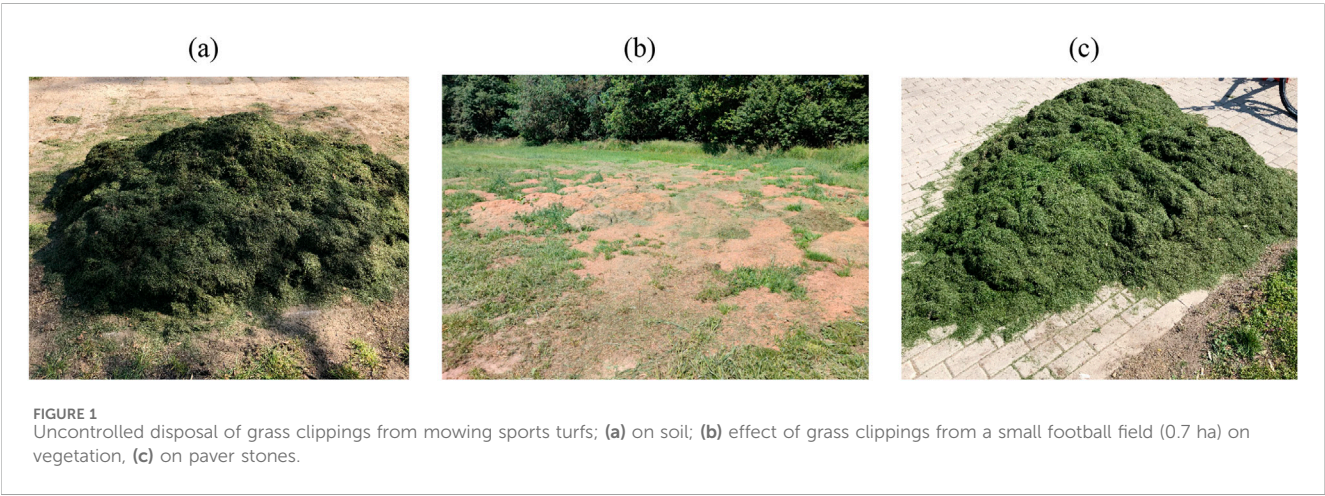 (a)
(b)
(c)
FIGURE 1
Uncontrolled disposal of grass clippings from mowing sports turfs; (a) on soil; (b) effect of grass clippings from a small football field (0.7 ha) on
vegetation, (c) on paver stones.